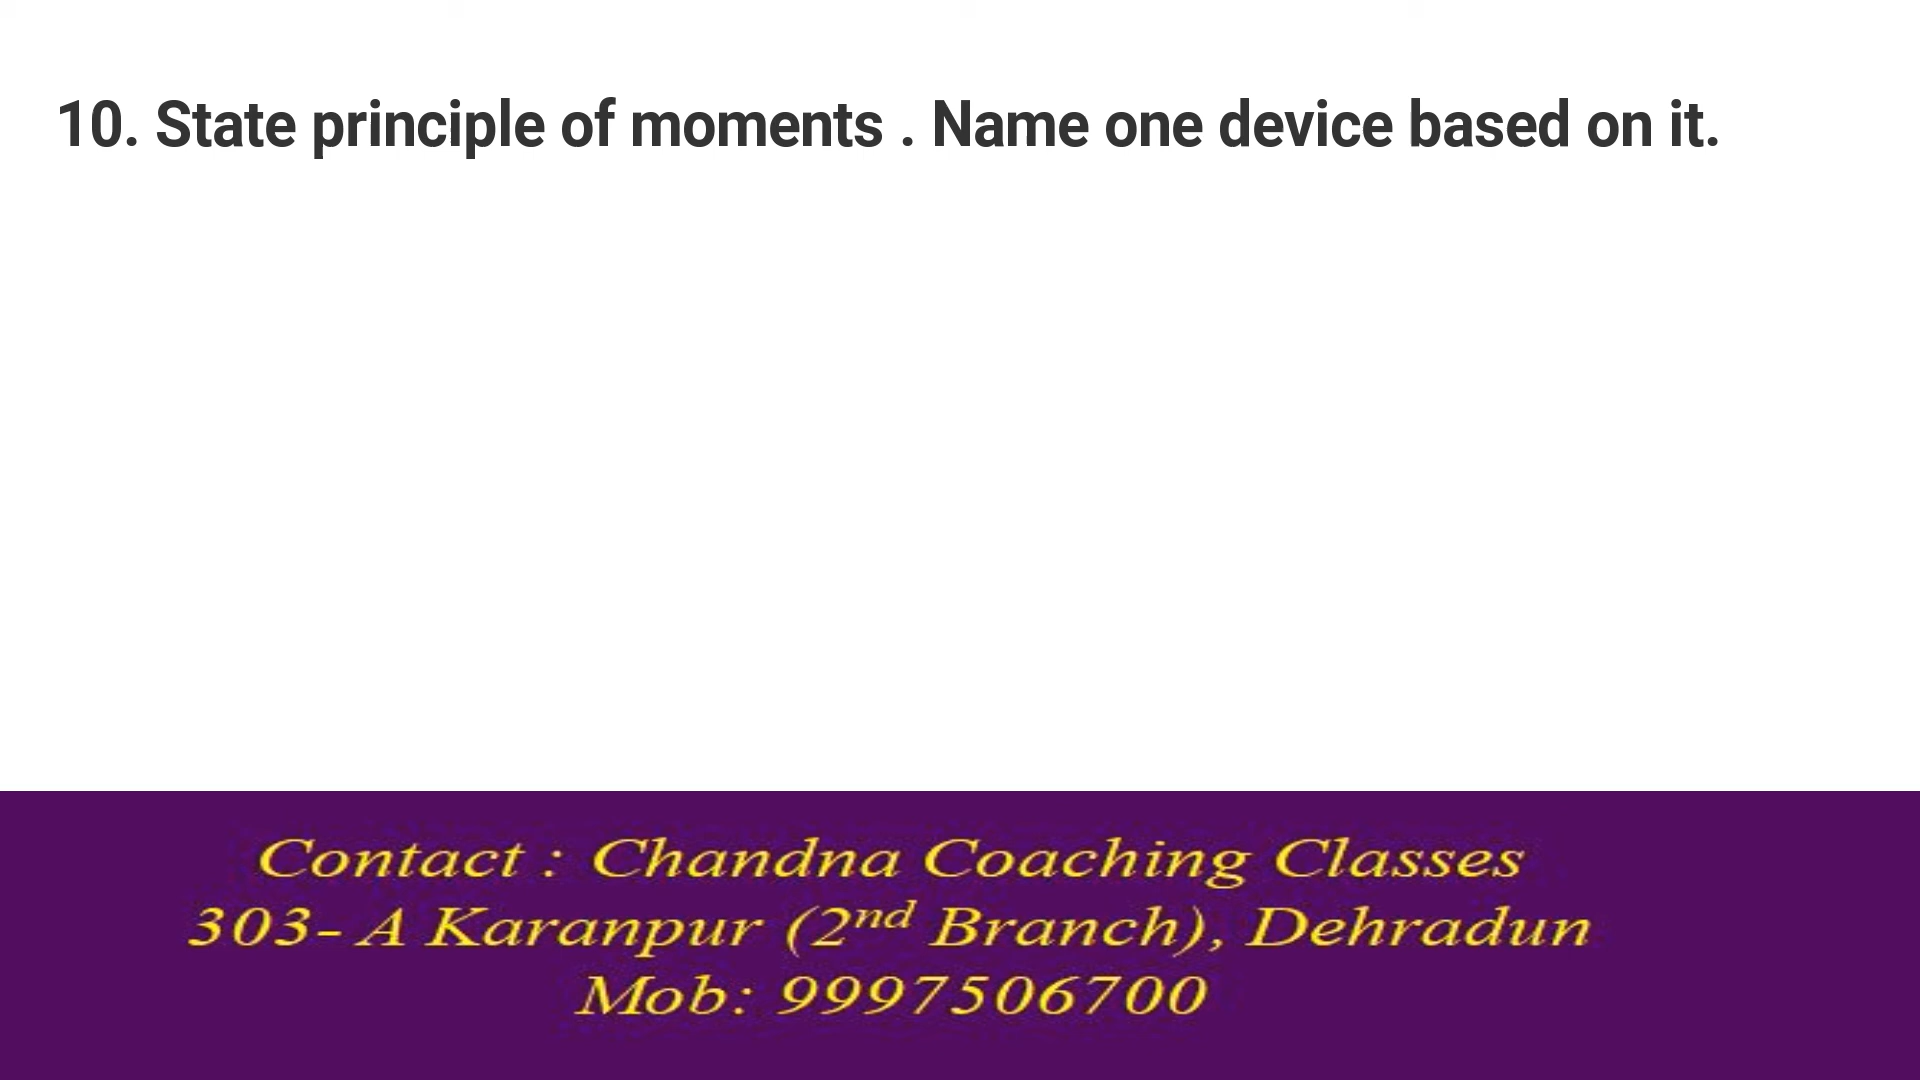 10. State principle of moments . Name one device based on it.
Contact : Chandna Coaching Classes
303- A Karanpur (2nd Branch), Dehradun
Mob: 9997506700